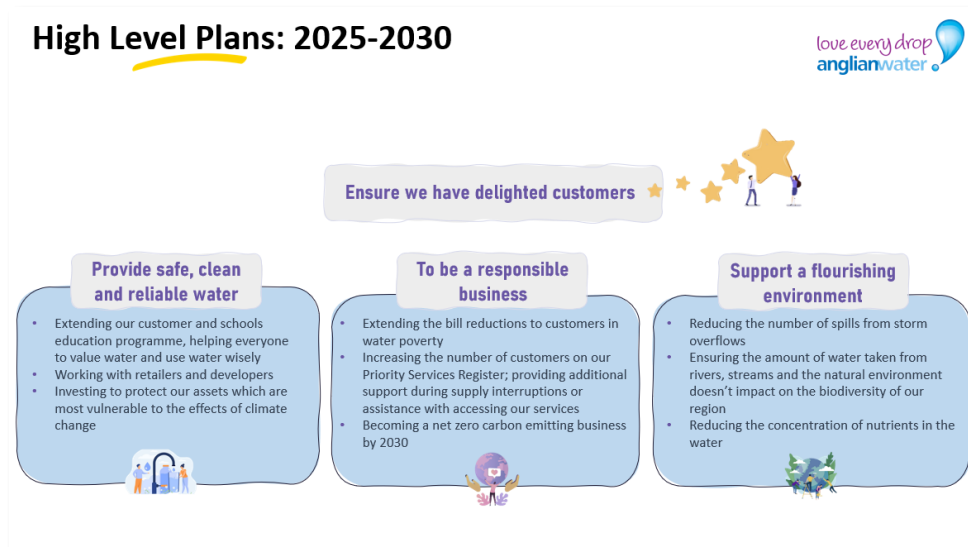 High Level Plans: 2025-2030
love every drop
anglianwater
Ensure we have delighted customers
Provide safe, clean
and reliable water
• Extending our customer and schools
education programme, helping everyone
to value water and use water wisely
• Working with retailers and developers
• Investing to protect our assets which are
most vulnerable to the effects of climate
change
To be a responsible
business
• Extending the bill reductions to customers in
water poverty
• Increasing the number of customers on our
Priority Services Register; providing additional
support during supply interruptions or
assistance with accessing our services
• Becoming a net zero carbon emitting business
by 2030
Support a flourishing
environment
• Reducing the number of spills from storm
overflows
• Ensuring the amount of water taken from
rivers, streams and the natural environment
doesn't impact on the biodiversity of our
region
• Reducing the concentration of nutrients in the
water